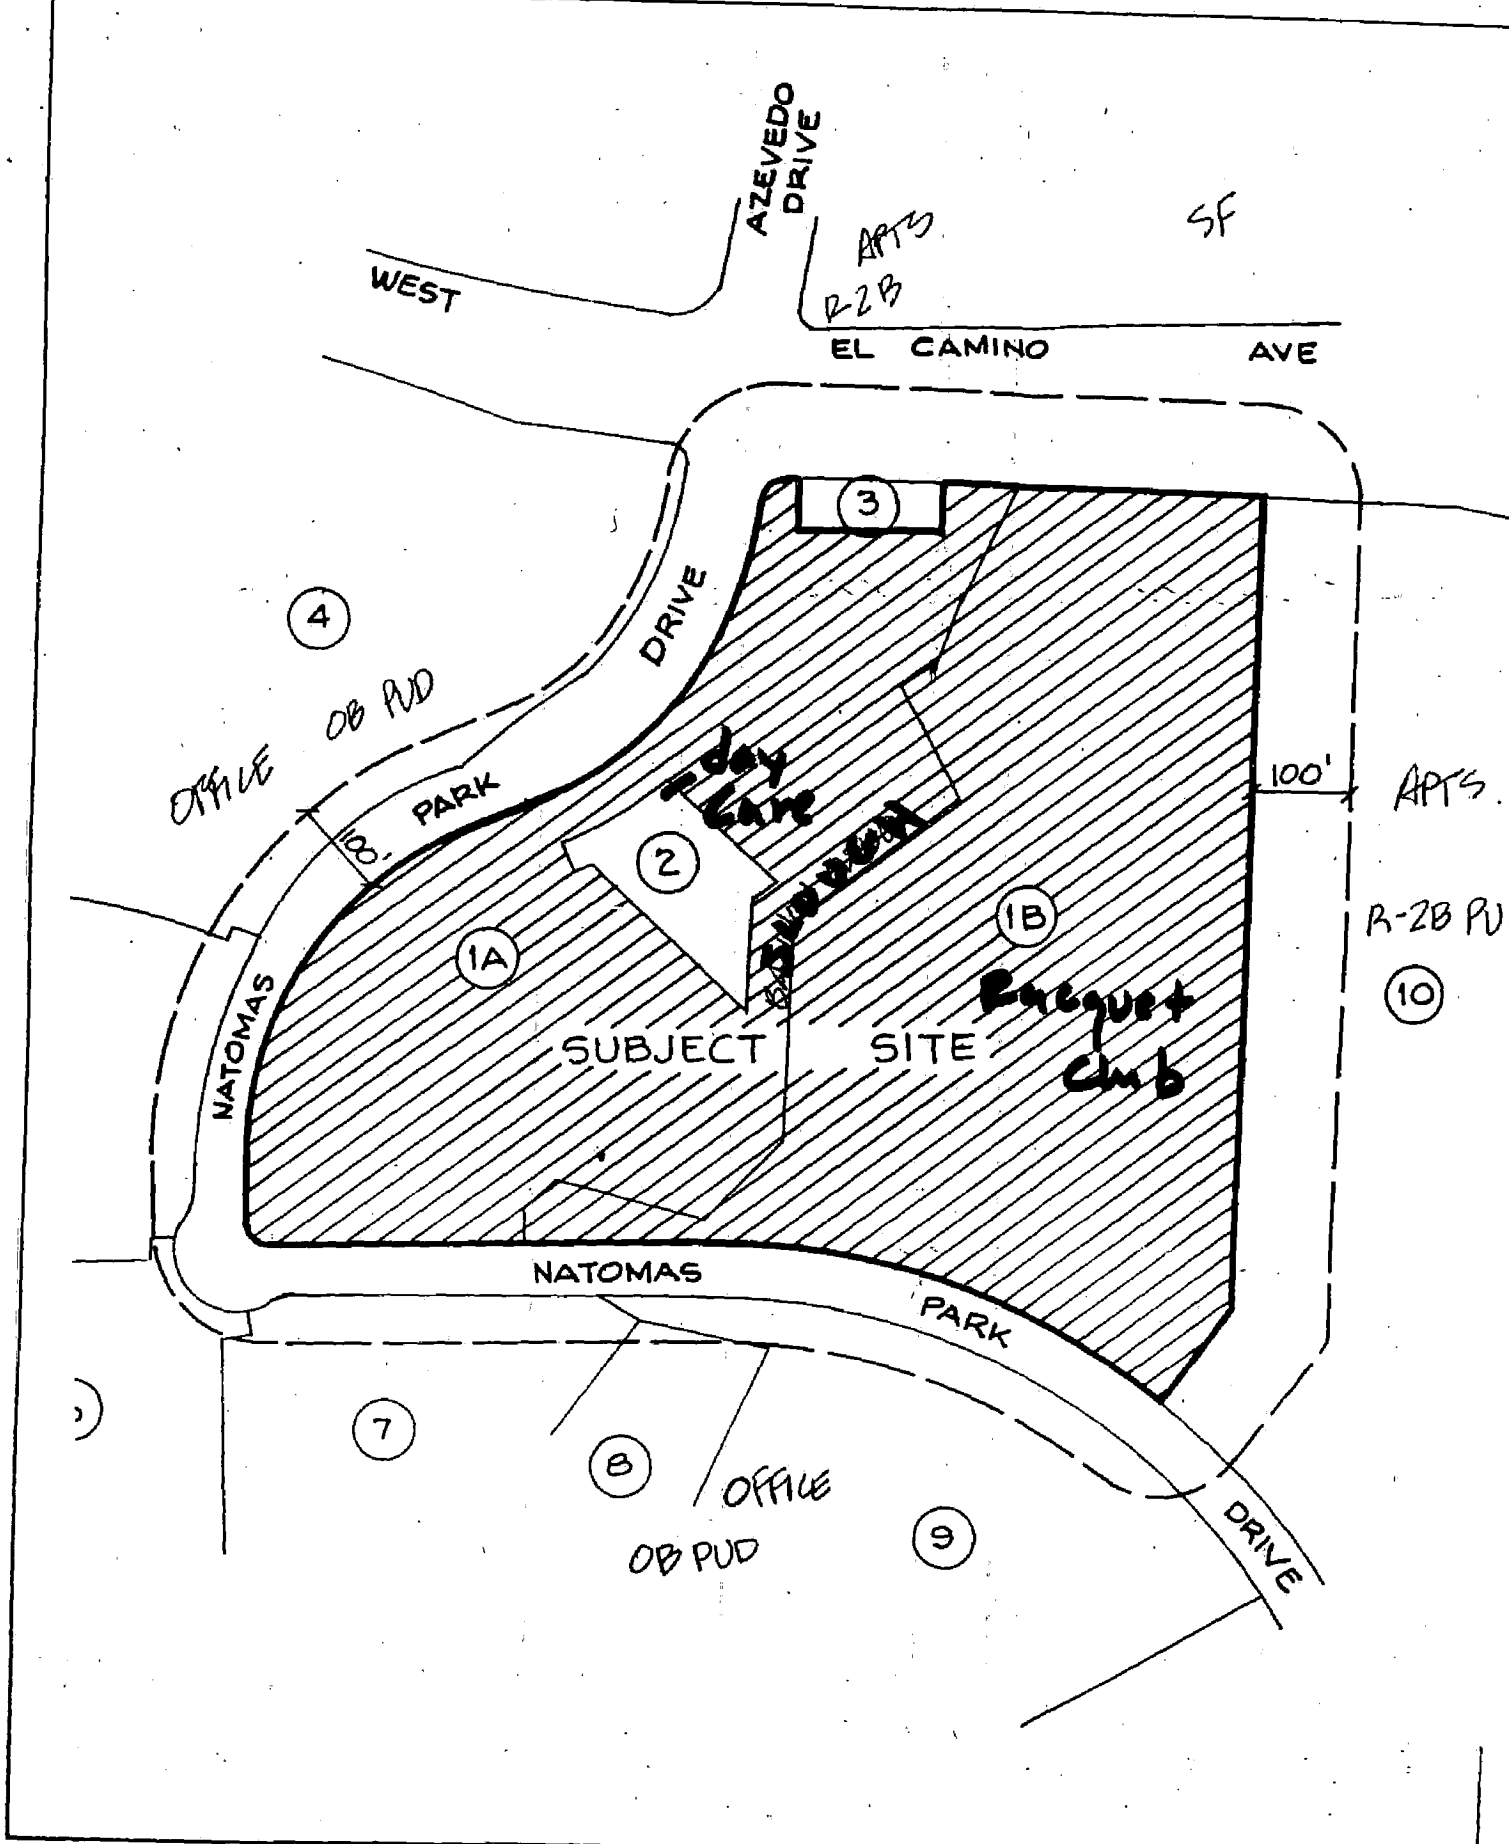 AZEVEDO
DRIVE
APTS
SF
WEST
R-2B
EL CAMINO AVE
3
4
DRIVE
OB PUD
OFFICE
PARK
100'
day
Care
100'
APTS.
2
1A
1B
R-2B PU
10
Racquet
Club
NATOMAS
SUBJECT SITE
NATOMAS
PARK
7
8
OFFICE
OB PUD
9
DRIVE